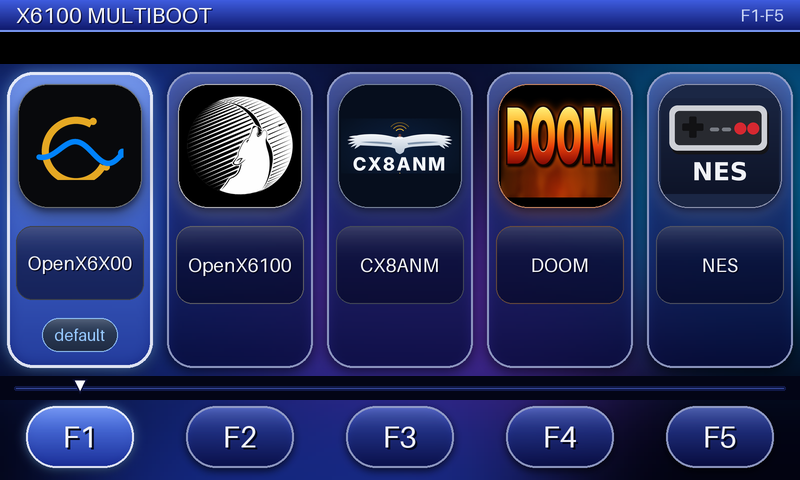 X6100 MULTIBOOT
F1-F5
CX8ANM
DOOM
NES
OpenX6X00
OpenX6100
CX8ANM
DOOM
NES
default
F1
F2
F3
F4
F5